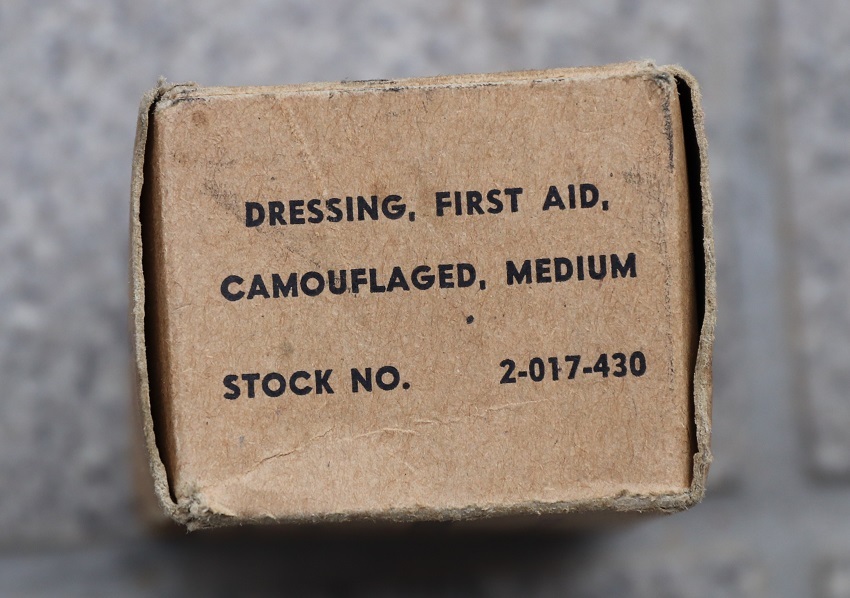 DRESSING, FIRST AID,
CAMOUFLAGED, MEDIUM
STOCK NO. 2-017-430